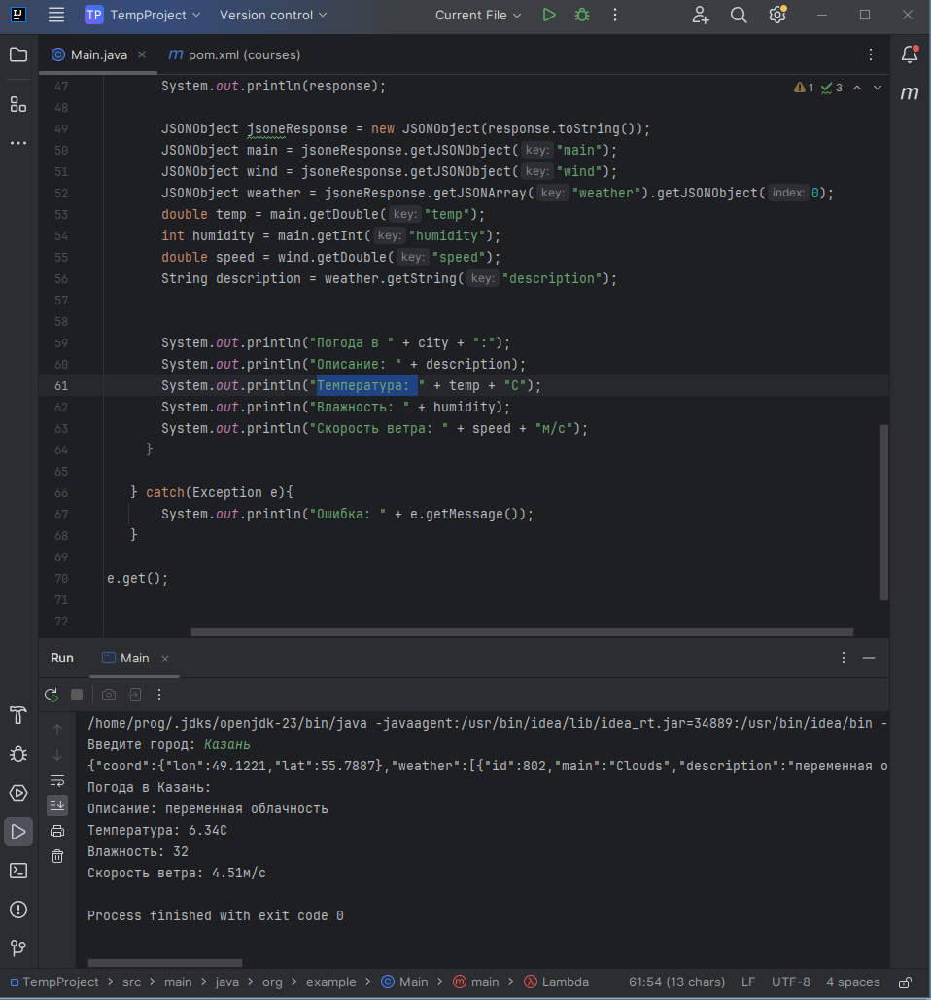 TempProject Version control Current File
Main.java pom.xml (courses)
47 System.out.println(response); 1 3
48
49 JSONObject jsoneResponse = new JSONObject(response.toString());
50 JSONObject main = jsoneResponse.getJSONObject( key: "main");
51 JSONObject wind = jsoneResponse.getJSONObject( key: "wind");
52 JSONObject weather = jsoneResponse.getJSONArray( key: "weather").getJSONObject( index: 0);
53 double temp = main.getDouble( key: "temp");
54 int humidity = main.getInt( key: "humidity");
55 double speed = wind.getDouble( key: "speed");
56 String description = weather.getString( key: "description");
57
58
59 System.out.println("Погода в " + city + ":");
60 System.out.println("Описание: " + description);
61 System.out.println("Температура: " + temp + "C");
62 System.out.println("Влажность: " + humidity);
63 System.out.println("Скорость ветра: " + speed + "м/с");
64 }
65
66 } catch(Exception e){
67 System.out.println("Ошибка: " + e.getMessage());
68 }
69
70 e.get();
71
72
Run Main
/home/prog/.jdks/openjdk-23/bin/java -javaagent:/usr/bin/idea/lib/idea_rt.jar=34889:/usr/bin/idea/bin -
Введите город: Казань
{"coord":{"lon":49.1221,"lat":55.7887},"weather":[{"id":802,"main":"Clouds","description":"переменная о
Погода в Казань:
Описание: переменная облачность
Температура: 6.34C
Влажность: 32
Скорость ветра: 4.51м/с
Process finished with exit code 0
TempProject > src > main > java > org > example > Main > main > Lambda 61:54 (13 chars) LF UTF-8 4 spaces